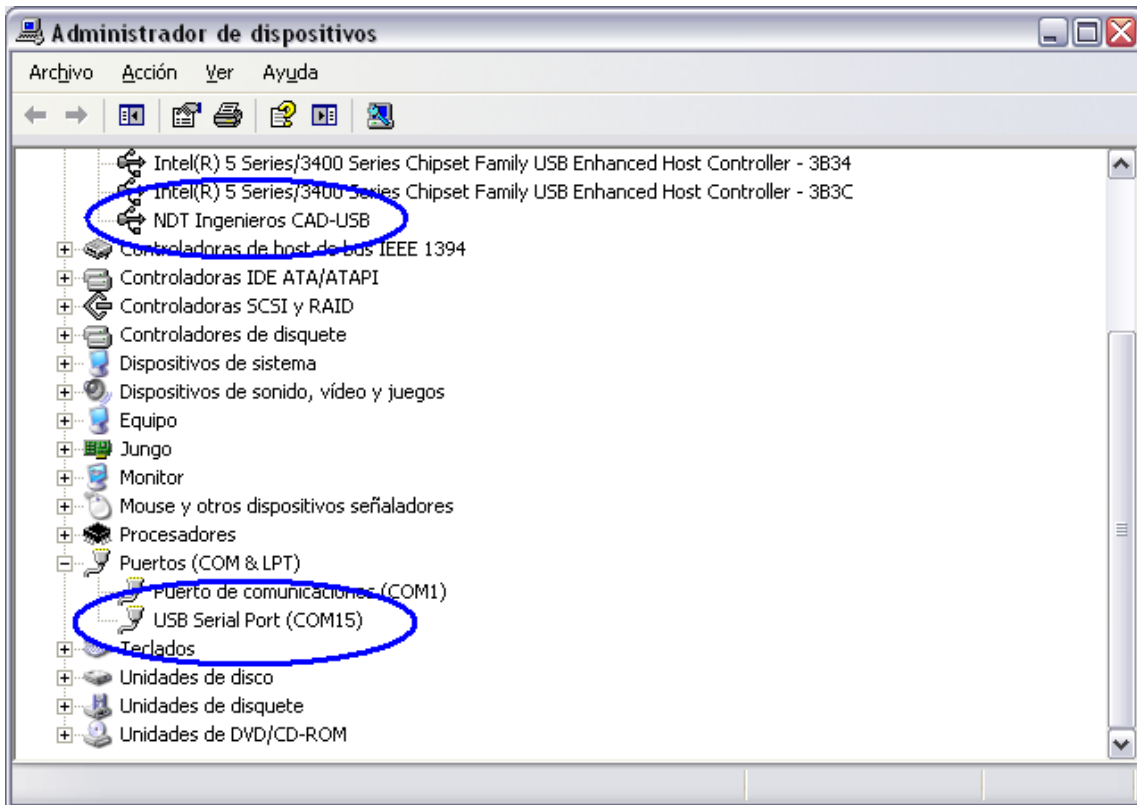 Administrador de dispositivos
Archivo Acción Ver Ayuda
Intel(R) 5 Series/3400 Series Chipset Family USB Enhanced Host Controller - 3B34
Intel(R) 5 Series/3400 Series Chipset Family USB Enhanced Host Controller - 3B3C
NDT Ingenieros CAD-USB
Controladoras de host de bus IEEE 1394
Controladoras IDE ATA/ATAPI
Controladoras SCSI y RAID
Controladores de disquete
Dispositivos de sistema
Dispositivos de sonido, vídeo y juegos
Equipo
Jungo
Monitor
Mouse y otros dispositivos señaladores
Procesadores
Puertos (COM & LPT)
Puerto de comunicaciones (COM1)
USB Serial Port (COM15)
Teclados
Unidades de disco
Unidades de disquete
Unidades de DVD/CD-ROM